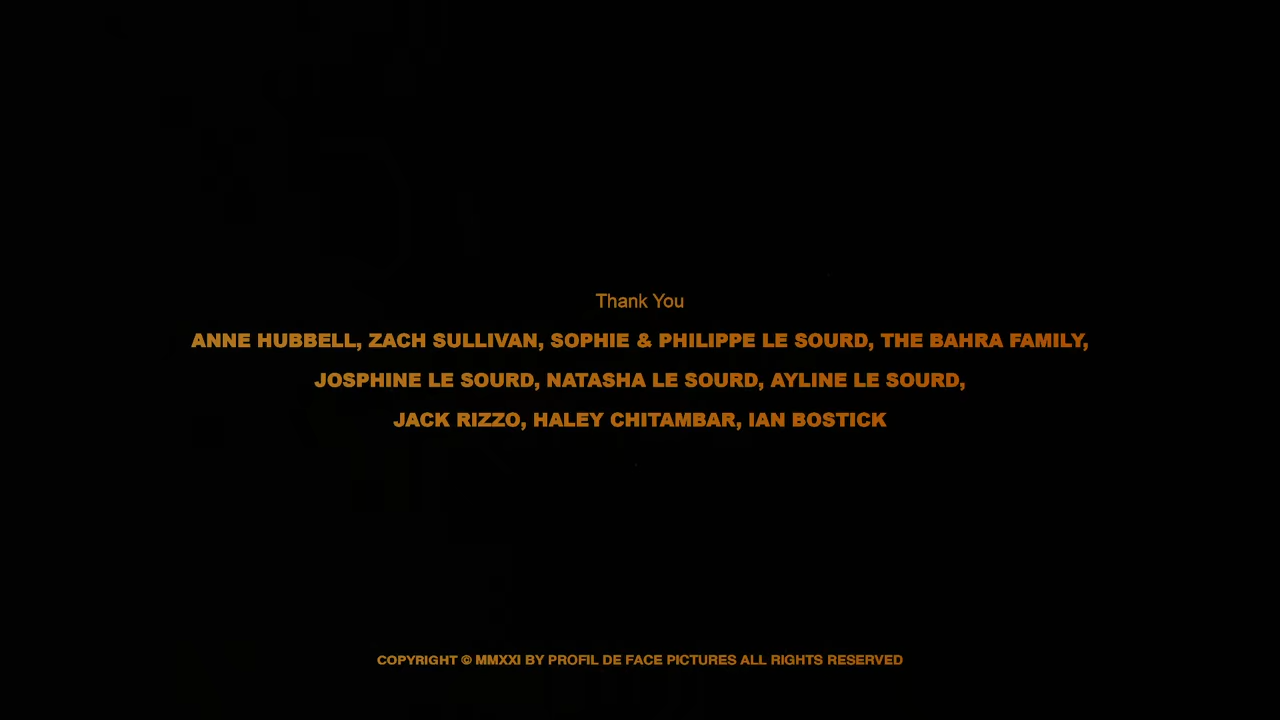 Thank You
ANNE HUBBELL, ZACH SULLIVAN, SOPHIE & PHILIPPE LE SOURD, THE BAHRA FAMILY,
JOSPHINE LE SOURD, NATASHA LE SOURD, AYLINE LE SOURD,
JACK RIZZO, HALEY CHITAMBAR, IAN BOSTICK
COPYRIGHT © MMXXI BY PROFIL DE FACE PICTURES ALL RIGHTS RESERVED